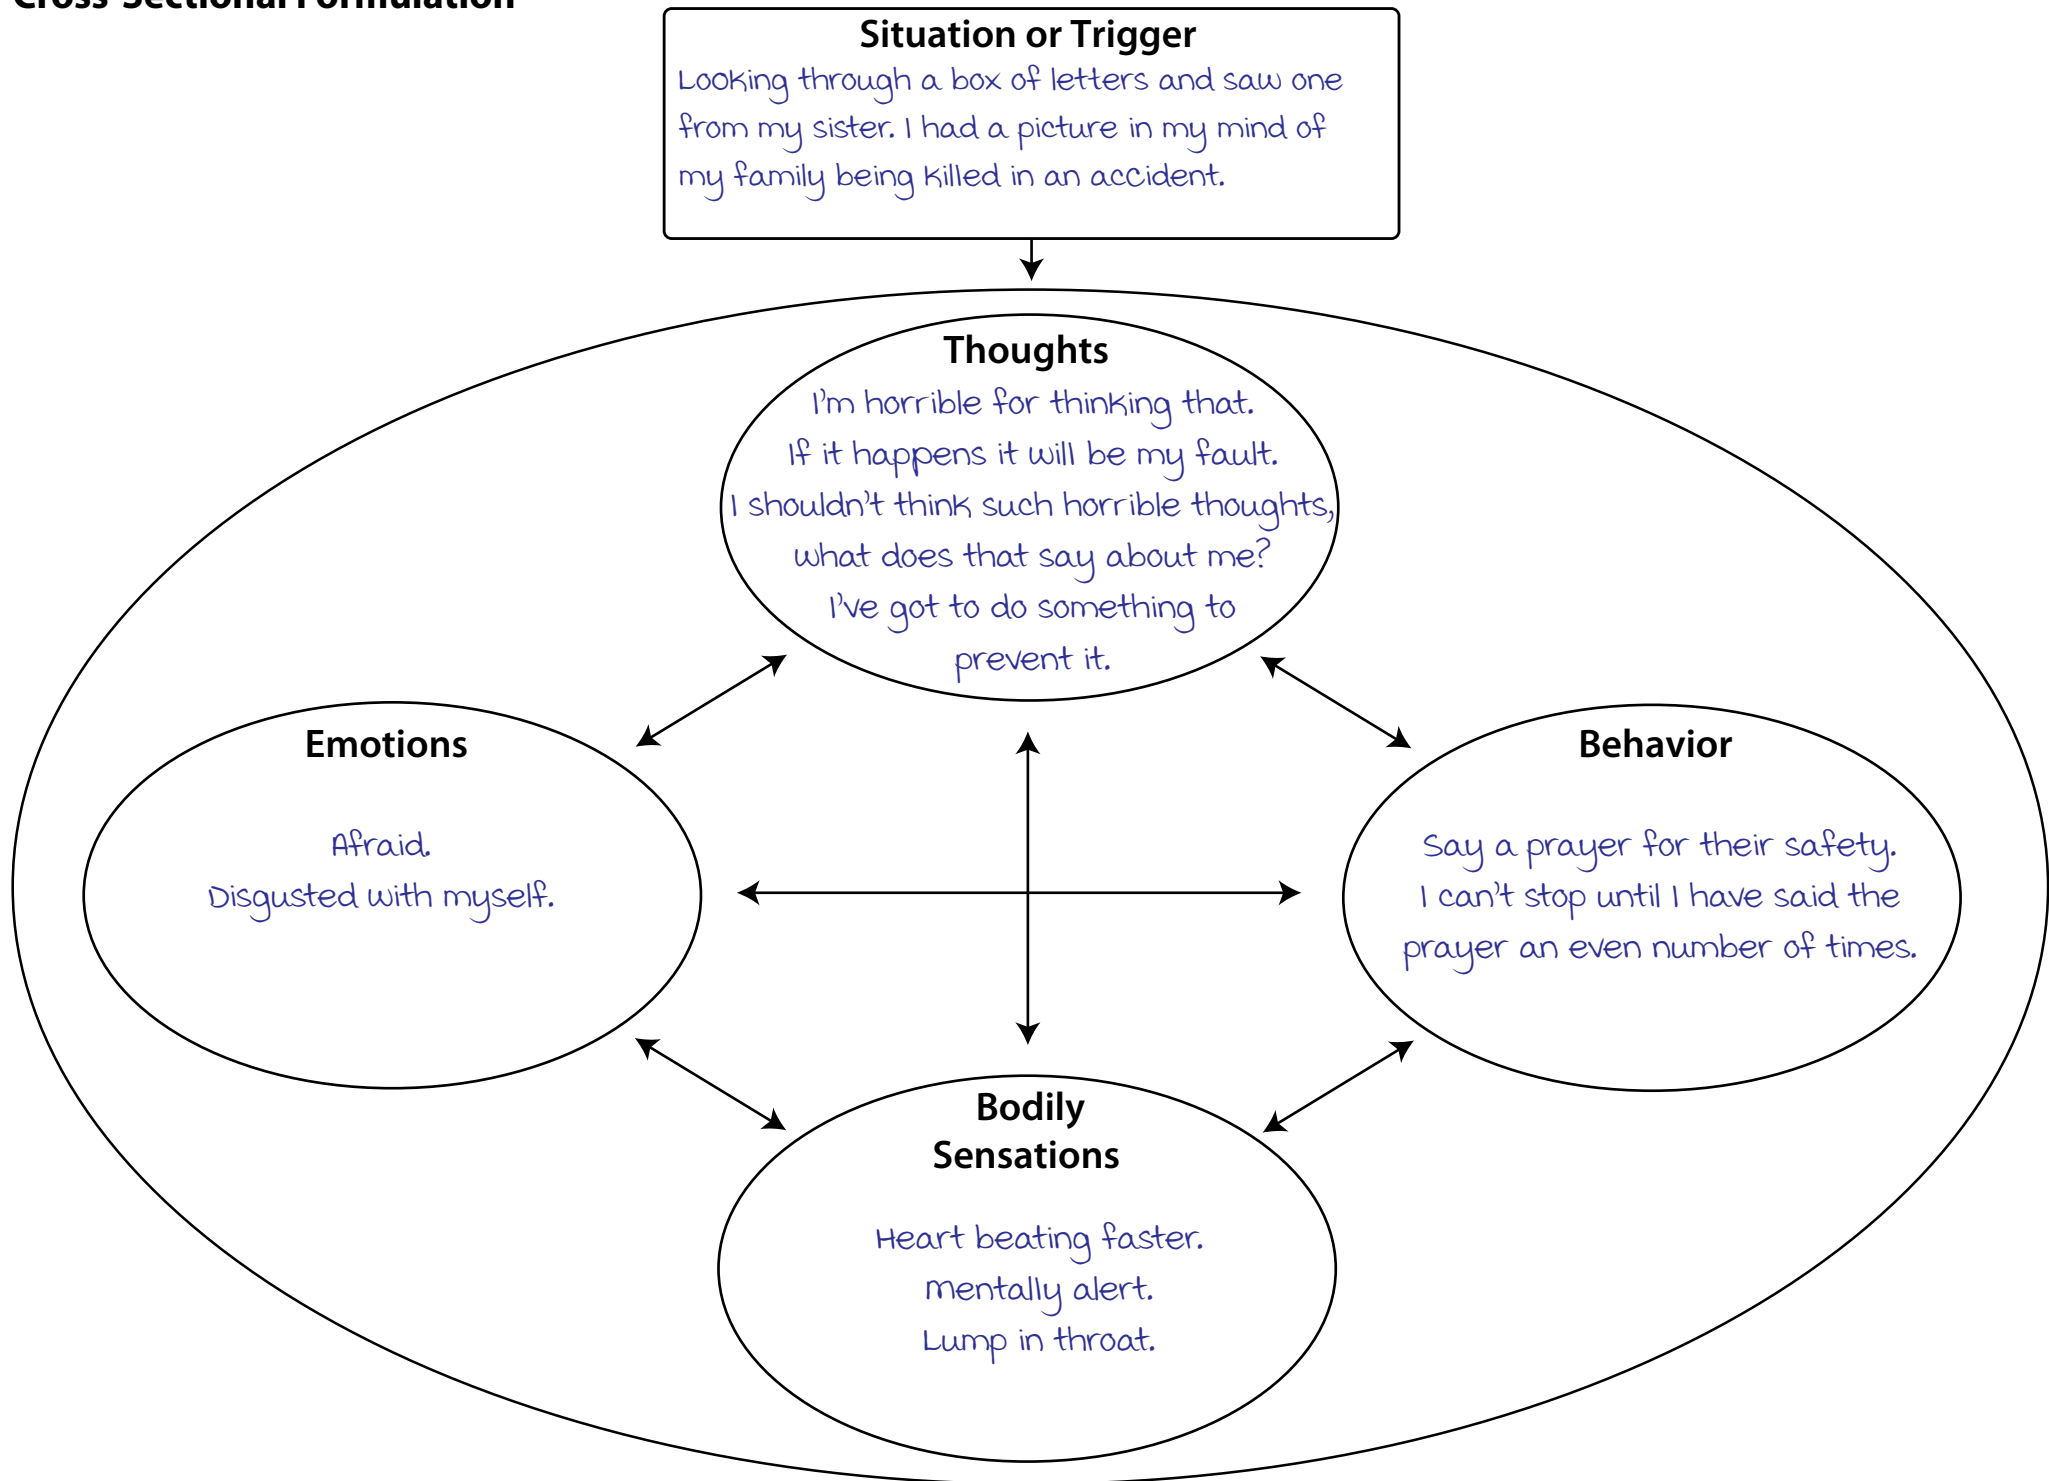 Cross-Sectional Formulation
Situation or Trigger
Looking through a box of letters and saw one
from my sister. I had a picture in my mind of
my family being killed in an accident.
Thoughts
I'm horrible for thinking that.
If it happens it will be my fault.
I shouldn't think such horrible thoughts,
what does that say about me?
I've got to do something to
prevent it.
Emotions
Afraid.
Disgusted with myself.
Behavior
Say a prayer for their safety.
I can't stop until I have said the
prayer an even number of times.
Bodily
Sensations
Heart beating faster.
Mentally alert.
Lump in throat.